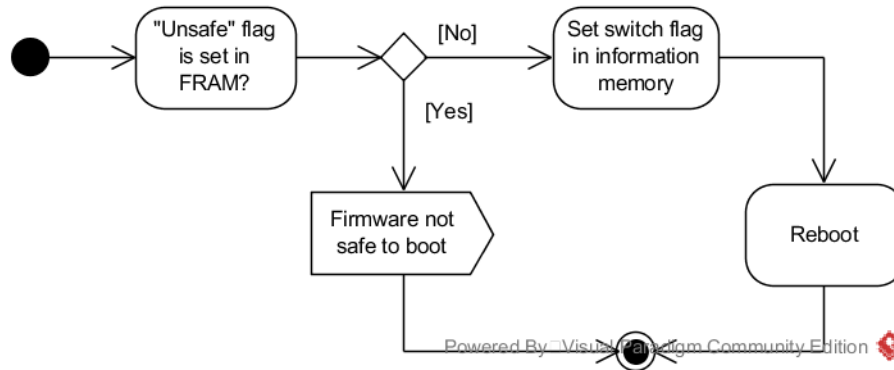 "Unsafe" flag
is set in
FRAM?
[No]
Set switch flag
in information
memory
[Yes]
Firmware not
safe to boot
Reboot
Powered By Visual Paradigm Community Edition